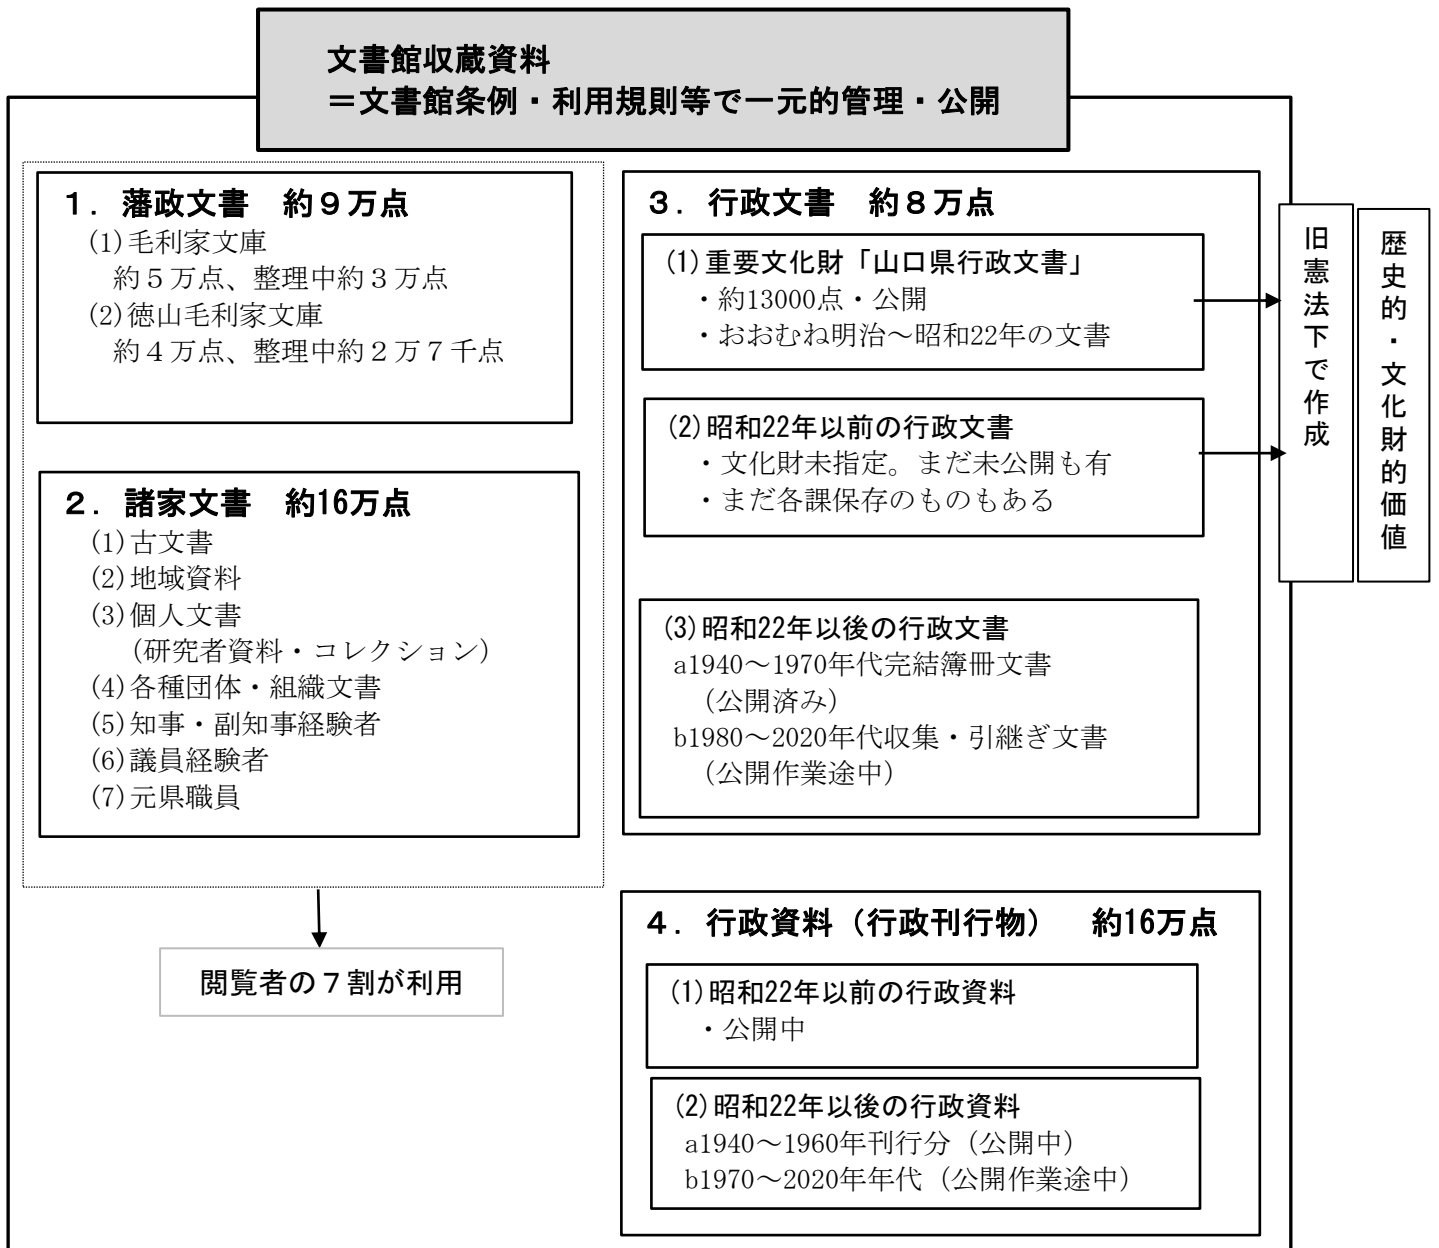 文書館収蔵資料
＝文書館条例・利用規則等で一元的管理・公開
１．藩政文書　約９万点
(1)毛利家文庫
約５万点、整理中約３万点
(2)徳山毛利家文庫
約４万点、整理中約２万７千点
２．諸家文書　約16万点
(1)古文書
(2)地域資料
(3)個人文書
（研究者資料・コレクション）
(4)各種団体・組織文書
(5)知事・副知事経験者
(6)議員経験者
(7)元県職員
閲覧者の７割が利用
３．行政文書　約８万点
(1)重要文化財「山口県行政文書」
・約13000点・公開
・おおむね明治～昭和22年の文書
(2)昭和22年以前の行政文書
・文化財未指定。まだ未公開も有
・まだ各課保存のものもある
(3)昭和22年以後の行政文書
a1940～1970年代完結簿冊文書
（公開済み）
b1980～2020年代収集・引継ぎ文書
（公開作業途中）
旧憲法下で作成
歴史的・文化財的価値
４．行政資料（行政刊行物）　約16万点
(1)昭和22年以前の行政資料
・公開中
(2)昭和22年以後の行政資料
a1940～1960年刊行分（公開中）
b1970～2020年年代（公開作業途中）